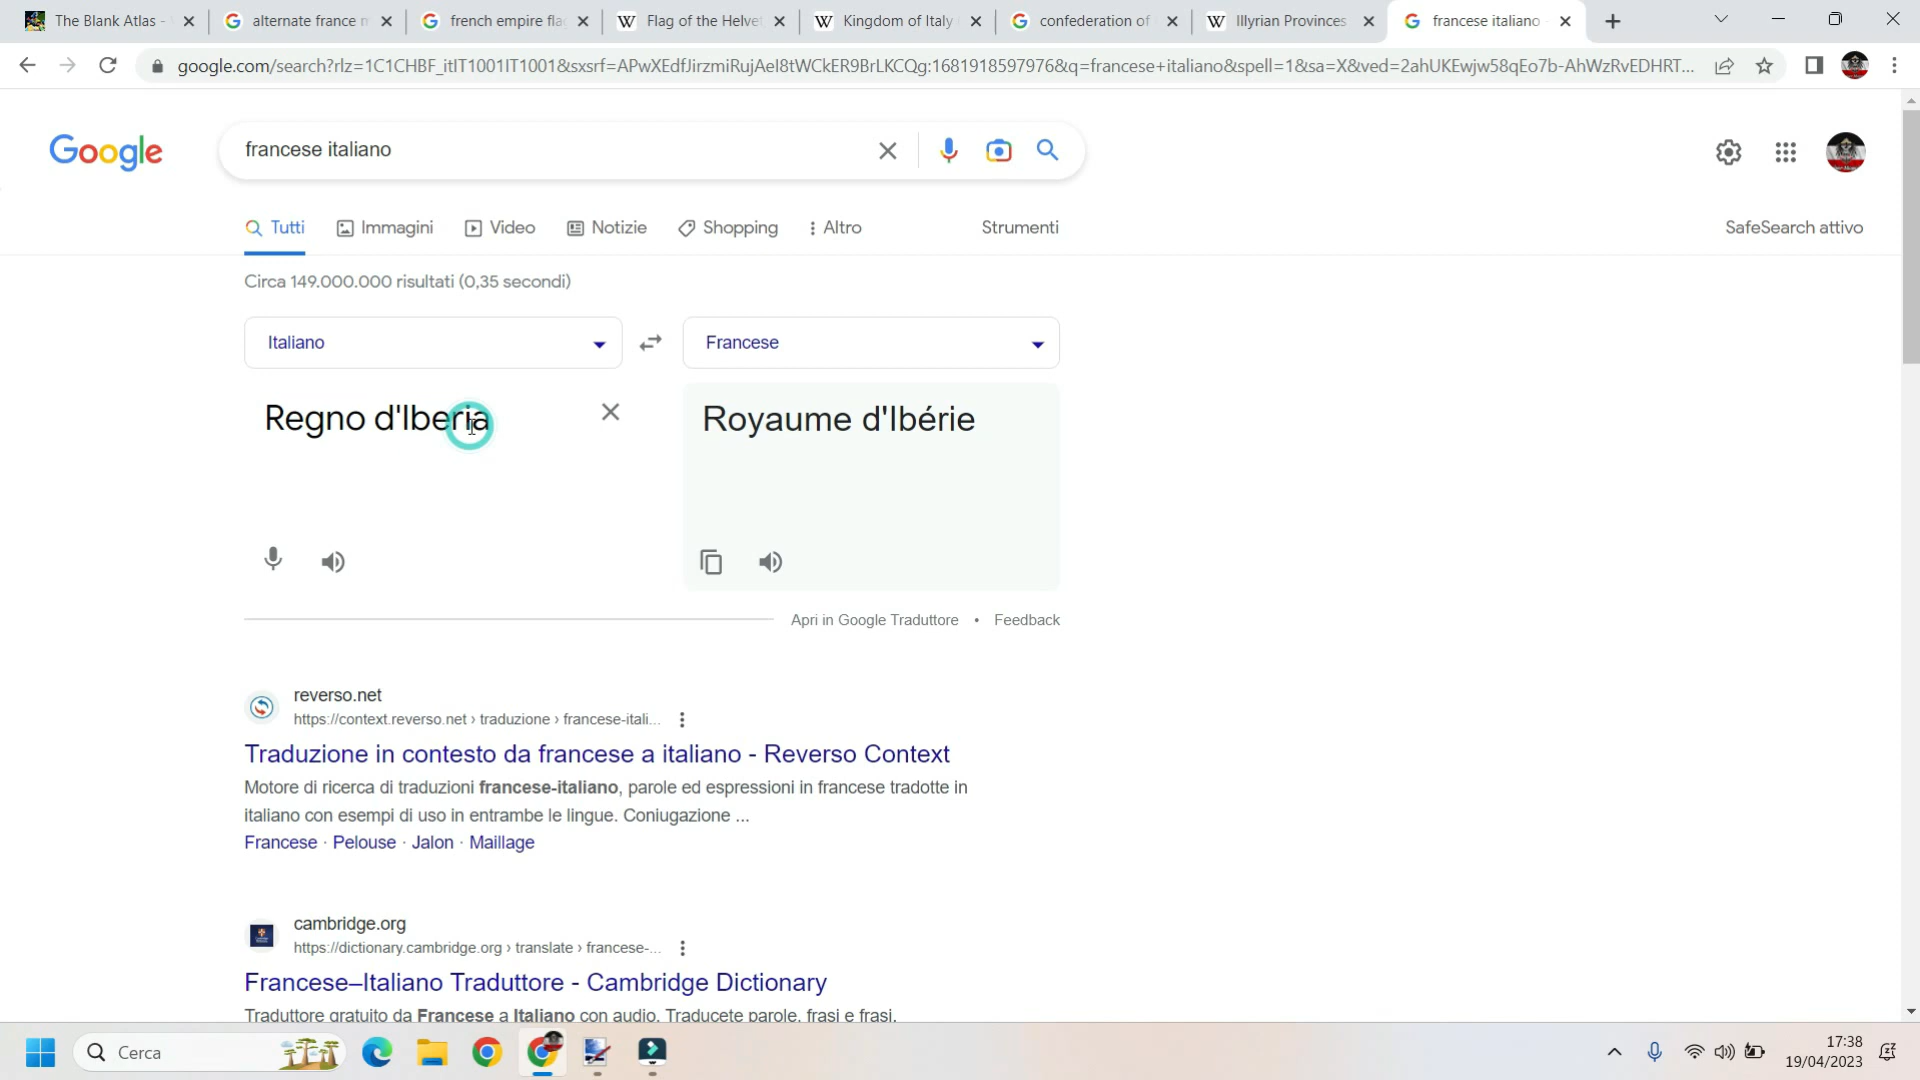 The Blank Atlas -
alternate france m
french empire fla
Flag of the Helve
Kingdom of Italy
confederation of
Illyrian Provinces
francese italiano
google.com/search?rlz=1C1CHBF_itIT1001IT1001&sxsrf=APwXEdfJirzmiRujAeI8tWCkER9BrLKCQg:1681918597976&q=francese+italiano&spell=1&sa=X&ved=2ahUKEwjw58qEo7b-AhWzRvEDHRT...
Google
francese italiano
Tutti
Immagini
Video
Notizie
Shopping
Altro
Strumenti
SafeSearch attivo
Circa 149.000.000 risultati (0,35 secondi)
Italiano
Francese
Regno d'Iberia
Royaume d'Ibérie
Apri in Google Traduttore • Feedback
reverso.net
https://context.reverso.net › traduzione › francese-itali...
Traduzione in contesto da francese a italiano - Reverso Context
Motore di ricerca di traduzioni francese-italiano, parole ed espressioni in francese tradotte in
italiano con esempi di uso in entrambe le lingue. Coniugazione ...
Francese · Pelouse · Jalon · Maillage
cambridge.org
https://dictionary.cambridge.org › translate › francese-...
Francese–Italiano Traduttore - Cambridge Dictionary
Traduttore gratuito da Francese a Italiano con audio. Traducete parole, frasi e frasi.
Cerca
17:38
19/04/2023